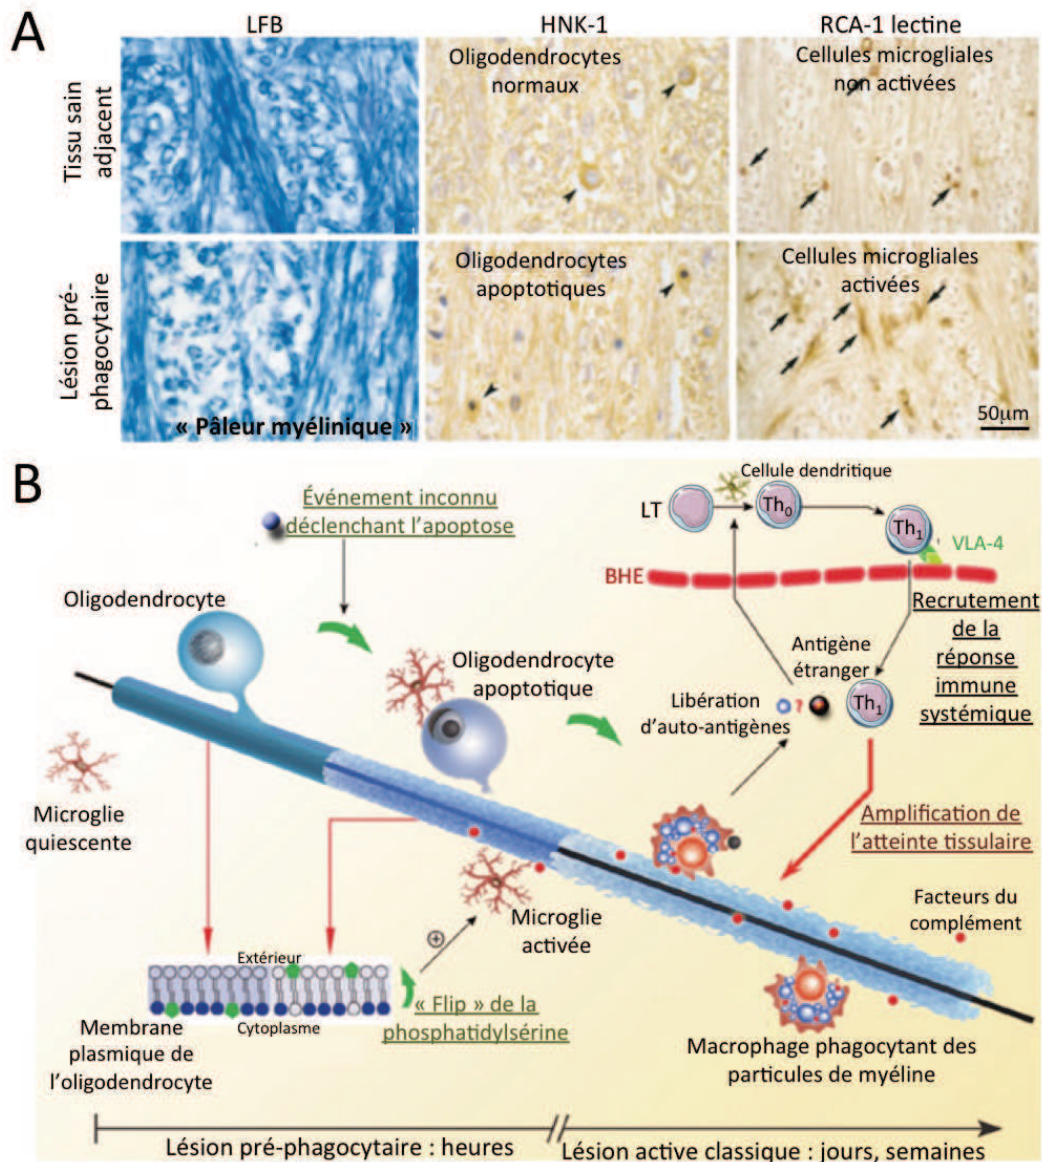 A
LFB
HNK-1
RCA-1 lectine
Tissu sain
adjacent
Oligodendrocytes
normaux
Cellules microgliales
non activées
Lésion pré-
phagocytaire
« Pâleur myélinique »
Oligodendrocytes
apoptotiques
Cellules microgliales
activéées
50µm
B
Événement inconnu
déclenchant l'apoptose
Cellule dendritique
LT
Th0
Th1
VLA-4
BHE
Recrutement
de la
réponse
immune
systémique
Oligodendrocyte
Oligodendrocyte
apoptotique
Antigène
étranger
Libération
d'auto-antigènes
?
Th1
Microglie
quiescente
Amplification de
l'atteinte tissulaire
Facteurs du
complément
Microglie
activée
+
Extérieur
Cytoplasme
« Flip » de la
phosphatidylsérine
Membrane
plasmique de
l'oligodendrocyte
Macrophage phagocytant des
particules de myéline
Lésion pré-phagocytaire : heures
Lésion active classique : jours, semaines